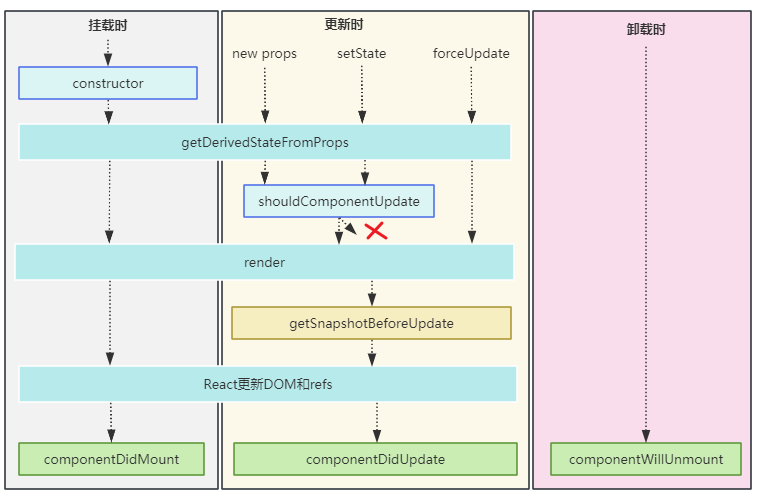 挂载时
更新时
卸载时
new props
setState
forceUpdate
constructor
getDerivedStateFromProps
shouldComponentUpdate
render
getSnapshotBeforeUpdate
React更新DOM和refs
componentDidMount
componentDidUpdate
componentWillUnmount